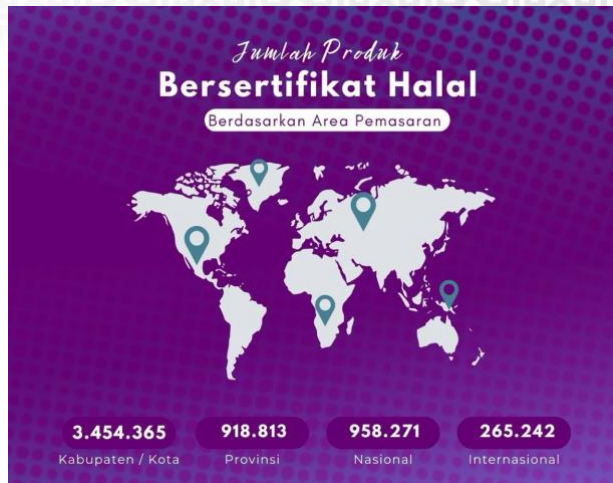 Jumlah Produk
Bersertifikat Halal
Berdasarkan Area Pemasaran
3.454.365 918.813 958.271 265.242
Kabupaten / Kota Provinsi Nasional Internasional